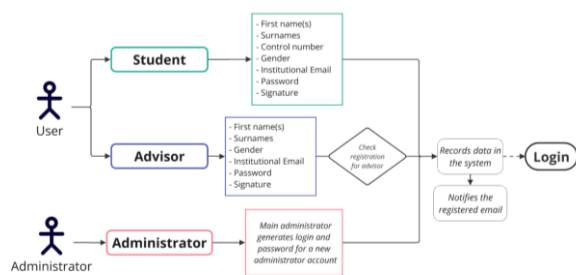 Student
- First name(s)
- Surnames
- Control number
- Gender
- Institutional Email
- Password
- Signature
User
Advisor
- First name(s)
- Surnames
- Gender
- Institutional Email
- Password
- Signature
Check
registration
for advisor
Records data in
the system
Login
Notifies the
registered email
Administrator
Administrator
Main administrator
generates login and
password for a new
administrator account